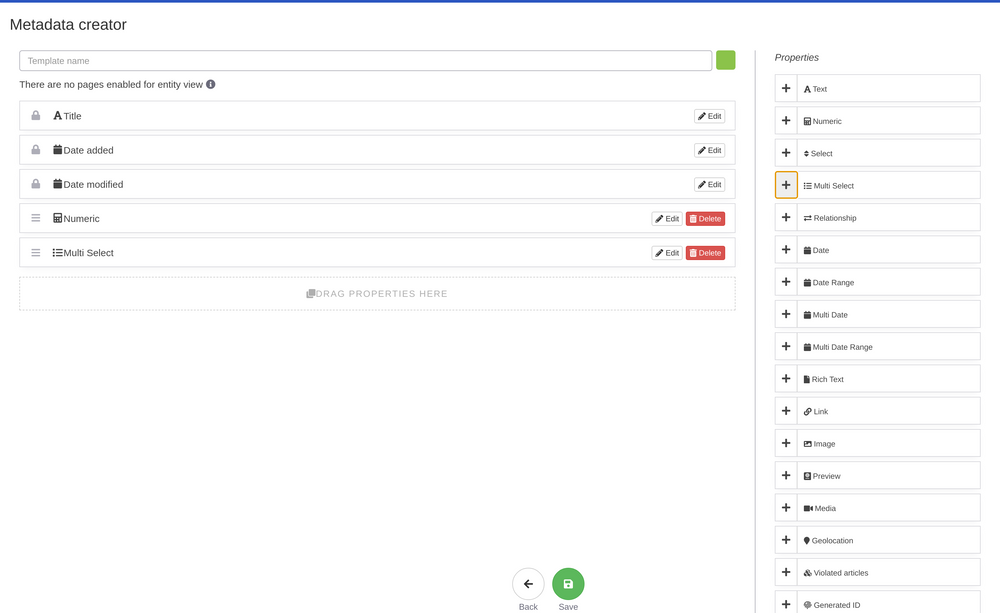 Metadata creator
Template name
There are no pages enabled for entity view
Title
Edit
Date added
Edit
Date modified
Edit
Numeric
Edit
Delete
Multi Select
Edit
Delete
DRAG PROPERTIES HERE
Back
Save
Properties
Text
Numeric
Select
Multi Select
Relationship
Date
Date Range
Multi Date
Multi Date Range
Rich Text
Link
Image
Preview
Media
Geolocation
Violated articles
Generated ID